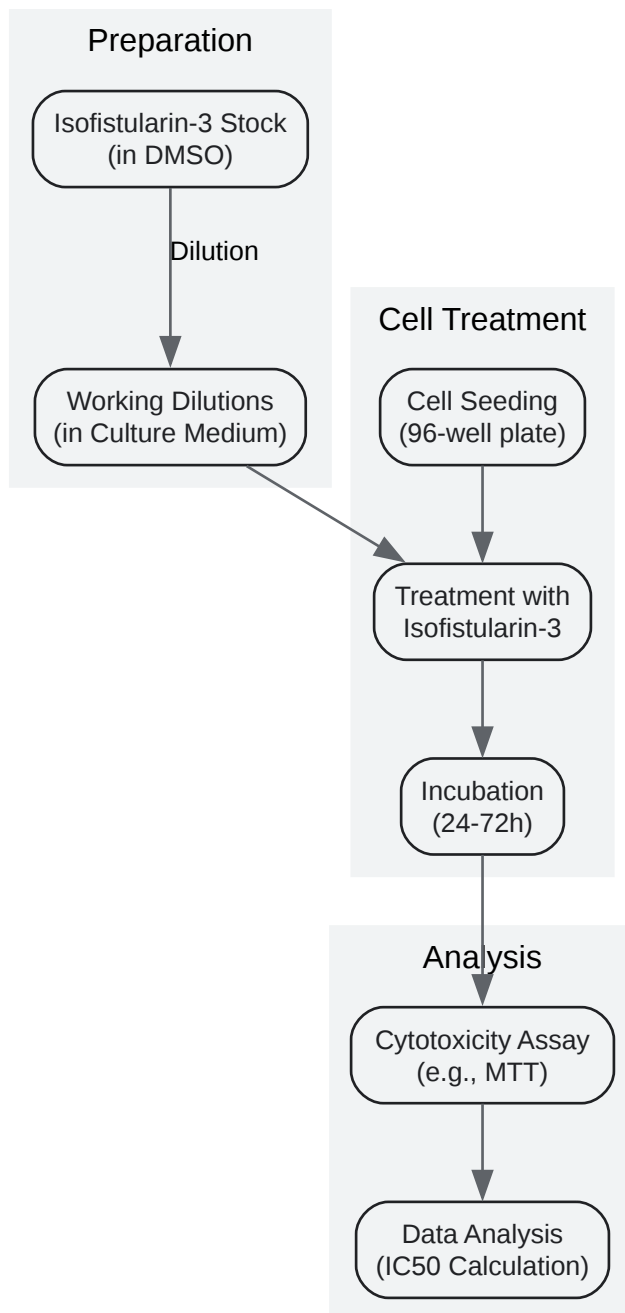 Preparation
Isofistularin-3 Stock
(in DMSO)
Dilution
Working Dilutions
(in Culture Medium)
Cell Treatment
Cell Seeding
(96-well plate)
Treatment with
Isofistularin-3
Incubation
(24-72h)
Analysis
Cytotoxicity Assay
(e.g., MTT)
Data Analysis
(IC50 Calculation)